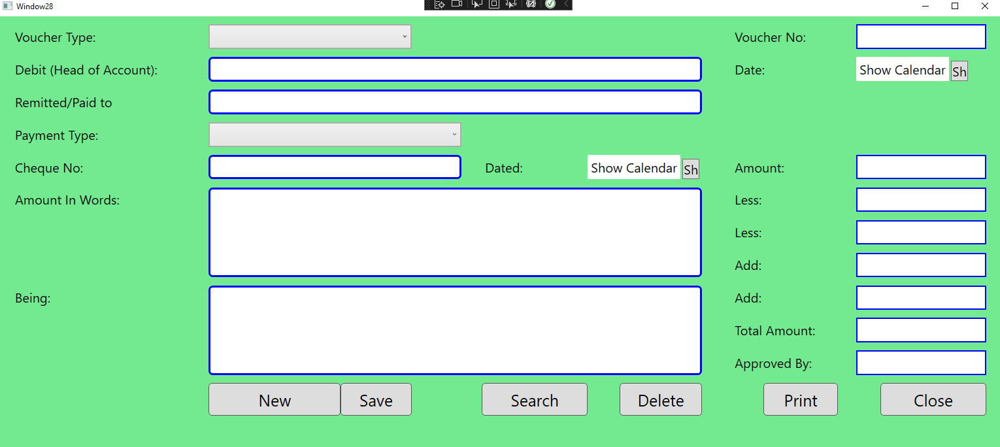 Window28
Voucher Type:
Voucher No:
Debit (Head of Account):
Date:
Show Calendar
Sh
Remitted/Paid to
Payment Type:
Cheque No:
Dated:
Show Calendar
Sh
Amount:
Amount In Words:
Less:
Less:
Add:
Being:
Add:
Total Amount:
Approved By:
New
Save
Search
Delete
Print
Close